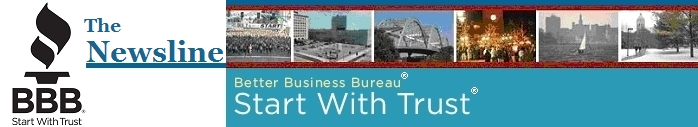 The
Newsline
BBB®
Start With Trust
Better Business Bureau®
Start With Trust®